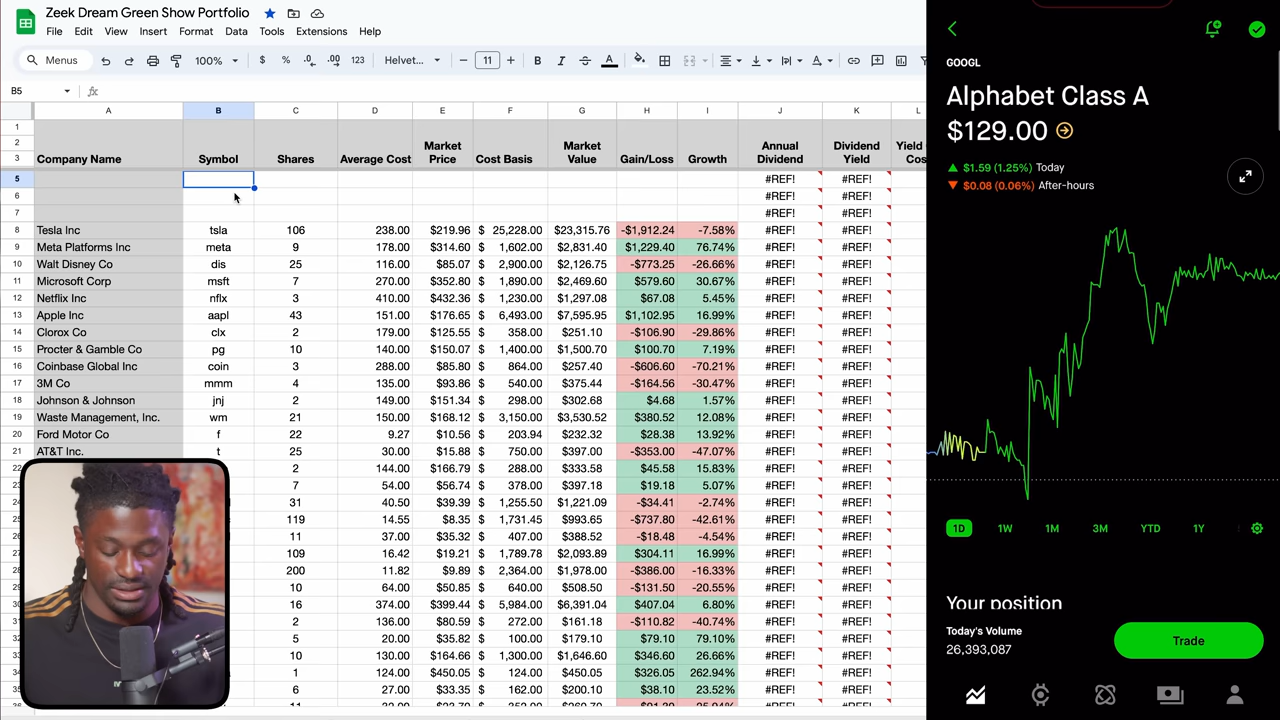 Zeek Dream Green Show Portfolio
File Edit View Insert Format Data Tools Extensions Help
Menus 100% $ % .0 .00 123 Helvet... 11 B I A
B5 fx
A B C D E F G H I J K L
1
2 Market Market Annual Dividend Yield
3 Company Name Symbol Shares Average Cost Price Cost Basis Value Gain/Loss Growth Dividend Yield Cos
5 #REF! #REF!
6 #REF! #REF!
7 #REF! #REF!
8 Tesla Inc tsla 106 238.00 $219.96 $ 25,228.00 $23,315.76 -$1,912.24 -7.58% #REF! #REF!
9 Meta Platforms Inc meta 9 178.00 $314.60 $ 1,602.00 $2,831.40 $1,229.40 76.74% #REF! #REF!
10 Walt Disney Co dis 25 116.00 $85.07 $ 2,900.00 $2,126.75 -$773.25 -26.66% #REF! #REF!
11 Microsoft Corp msft 7 270.00 $352.80 $ 1,890.00 $2,469.60 $579.60 30.67% #REF! #REF!
12 Netflix Inc nflx 3 410.00 $432.36 $ 1,230.00 $1,297.08 $67.08 5.45% #REF! #REF!
13 Apple Inc aapl 43 151.00 $176.65 $ 6,493.00 $7,595.95 $1,102.95 16.99% #REF! #REF!
14 Clorox Co clx 2 179.00 $125.55 $ 358.00 $251.10 -$106.90 -29.86% #REF! #REF!
15 Procter & Gamble Co pg 10 140.00 $150.07 $ 1,400.00 $1,500.70 $100.70 7.19% #REF! #REF!
16 Coinbase Global Inc coin 3 288.00 $85.80 $ 864.00 $257.40 -$606.60 -70.21% #REF! #REF!
17 3M Co mmm 4 135.00 $93.86 $ 540.00 $375.44 -$164.56 -30.47% #REF! #REF!
18 Johnson & Johnson jnj 2 149.00 $151.34 $ 298.00 $302.68 $4.68 1.57% #REF! #REF!
19 Waste Management, Inc. wm 21 150.00 $168.12 $ 3,150.00 $3,530.52 $380.52 12.08% #REF! #REF!
20 Ford Motor Co f 22 9.27 $10.56 $ 203.94 $232.32 $28.38 13.92% #REF! #REF!
21 AT&T Inc. t 25 30.00 $15.88 $ 750.00 $397.00 -$353.00 -47.07% #REF! #REF!
22 2 144.00 $166.79 $ 288.00 $333.58 $45.58 15.83% #REF! #REF!
7 54.00 $56.74 $ 378.00 $397.18 $19.18 5.07% #REF! #REF!
31 40.50 $39.39 $ 1,255.50 $1,221.09 -$34.41 -2.74% #REF! #REF!
119 14.55 $8.35 $ 1,731.45 $993.65 -$737.80 -42.61% #REF! #REF!
11 37.00 $35.32 $ 407.00 $388.52 -$18.48 -4.54% #REF! #REF!
109 16.42 $19.21 $ 1,789.78 $2,093.89 $304.11 16.99% #REF! #REF!
200 11.82 $9.89 $ 2,364.00 $1,978.00 -$386.00 -16.33% #REF! #REF!
10 64.00 $50.85 $ 640.00 $508.50 -$131.50 -20.55% #REF! #REF!
16 374.00 $399.44 $ 5,984.00 $6,391.04 $407.04 6.80% #REF! #REF!
2 136.00 $80.59 $ 272.00 $161.18 -$110.82 -40.74% #REF! #REF!
5 20.00 $35.82 $ 100.00 $179.10 $79.10 79.10% #REF! #REF!
10 130.00 $164.66 $ 1,300.00 $1,646.60 $346.60 26.66% #REF! #REF!
1 124.00 $450.05 $ 124.00 $450.05 $326.05 262.94% #REF! #REF!
6 27.00 $33.35 $ 162.00 $200.10 $38.10 23.52% #REF! #REF!
GOOGL
Alphabet Class A
$129.00
$1.59 (1.25%) Today
$0.08 (0.06%) After-hours
1D 1W 1M 3M YTD 1Y
Your position
Today's Volume
26,393,087
Trade